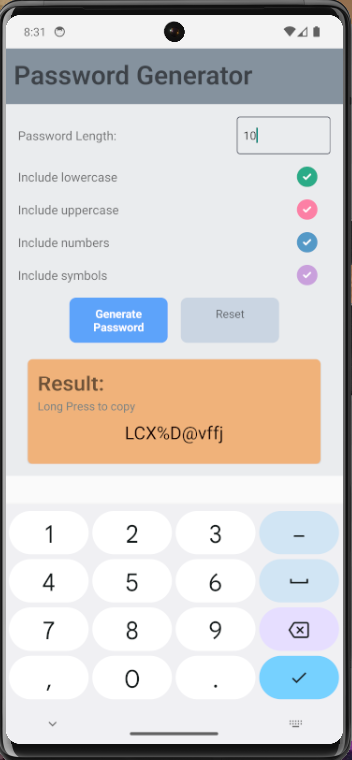 8:31
Password Generator
Password Length:
10
Include lowercase
Include uppercase
Include numbers
Include symbols
Generate
Password
Reset
Result:
Long Press to copy
LCX%D@vffj
1 2 3 –
4 5 6
7 8 9
, 0 .